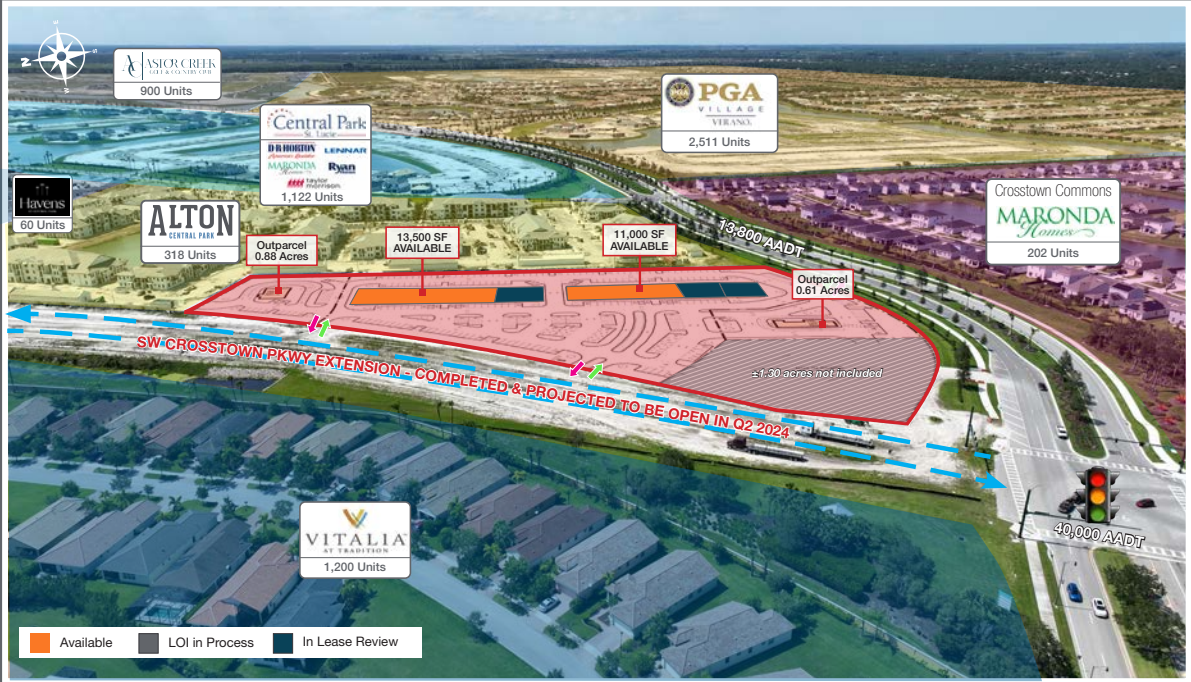 N
S
W
ASTOR CREEK
GOLF & COUNTRY CLUB
900 Units
Central Park
St. Lucie
D·R·HORTON
America's Builder
LENNAR
MARONDA
Homes
Ryan
Homes
taylor
morrison
1,122 Units
PGA
VILLAGE
VERANO
2,511 Units
Havens
60 Units
ALTON
CENTRAL PARK
318 Units
Crosstown Commons
MARONDA
Homes
202 Units
Outparcel
0.88 Acres
13,500 SF
AVAILABLE
11,000 SF
AVAILABLE
Outparcel
0.61 Acres
13,800 AADT
±1.30 acres not included
SW CROSSTOWN PKWY EXTENSION - COMPLETED & PROJECTED TO BE OPEN IN Q2 2024
40,000 AADT
VITALIA
AT TRADITION
1,200 Units
Available
LOI in Process
In Lease Review